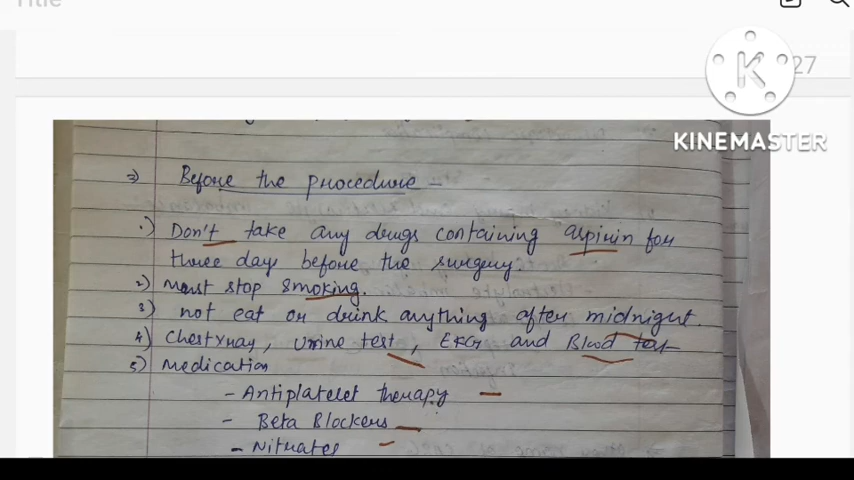 Title
27
KINEMASTER
⇒ Before the procedure -
1) Don't take any drugs containing aspirin for
three days before the surgery.
2) Must stop smoking.
3) not eat or drink anything after midnight.
4) Chest xray, Urine test, EKG and Blood test
5) Medication
- Antiplatelet therapy
- Beta Blockers
- Nitrates